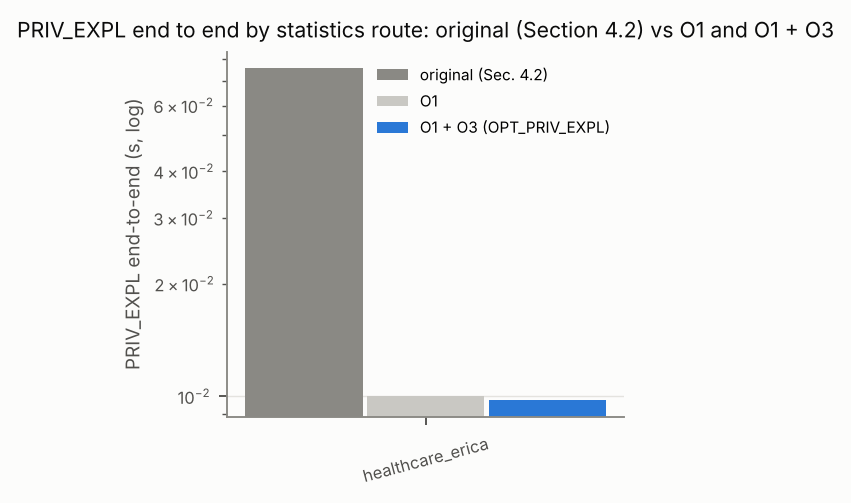 PRIV_EXPL end to end by statistics route: original (Section 4.2) vs O1 and O1 + O3
original (Sec. 4.2)
O1
O1 + O3 (OPT_PRIV_EXPL)
PRIV_EXPL end-to-end (s, log)
6 × 10⁻²
4 × 10⁻²
3 × 10⁻²
2 × 10⁻²
10⁻²
healthcare_erica